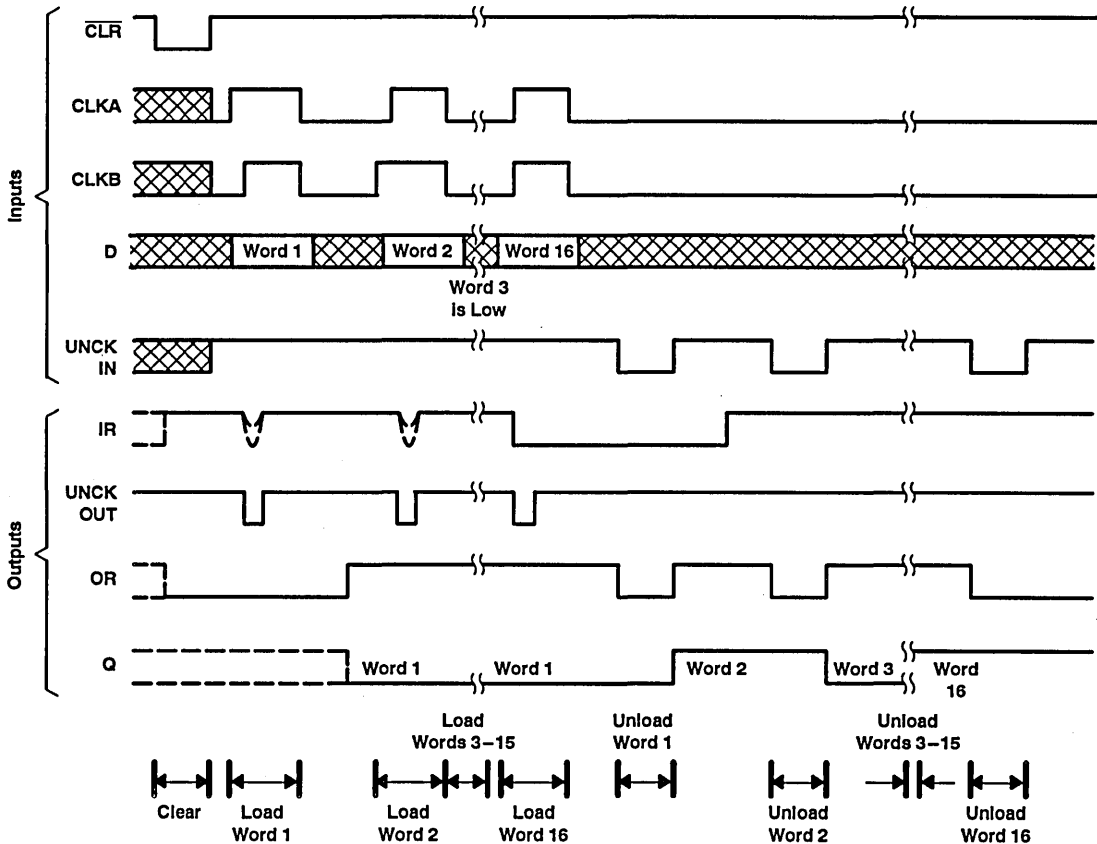 Inputs
CLR
CLKA
CLKB
D
Word 1
Word 2
Word 16
Word 3
is Low
UNCK
IN
Outputs
IR
UNCK
OUT
OR
Q
Word 1
Word 1
Word 2
Word 3
Word
16
Load
Words 3–15
Unload
Word 1
Unload
Words 3–15
Clear
Load
Word 1
Load
Word 2
Load
Word 16
Unload
Word 2
Unload
Word 16